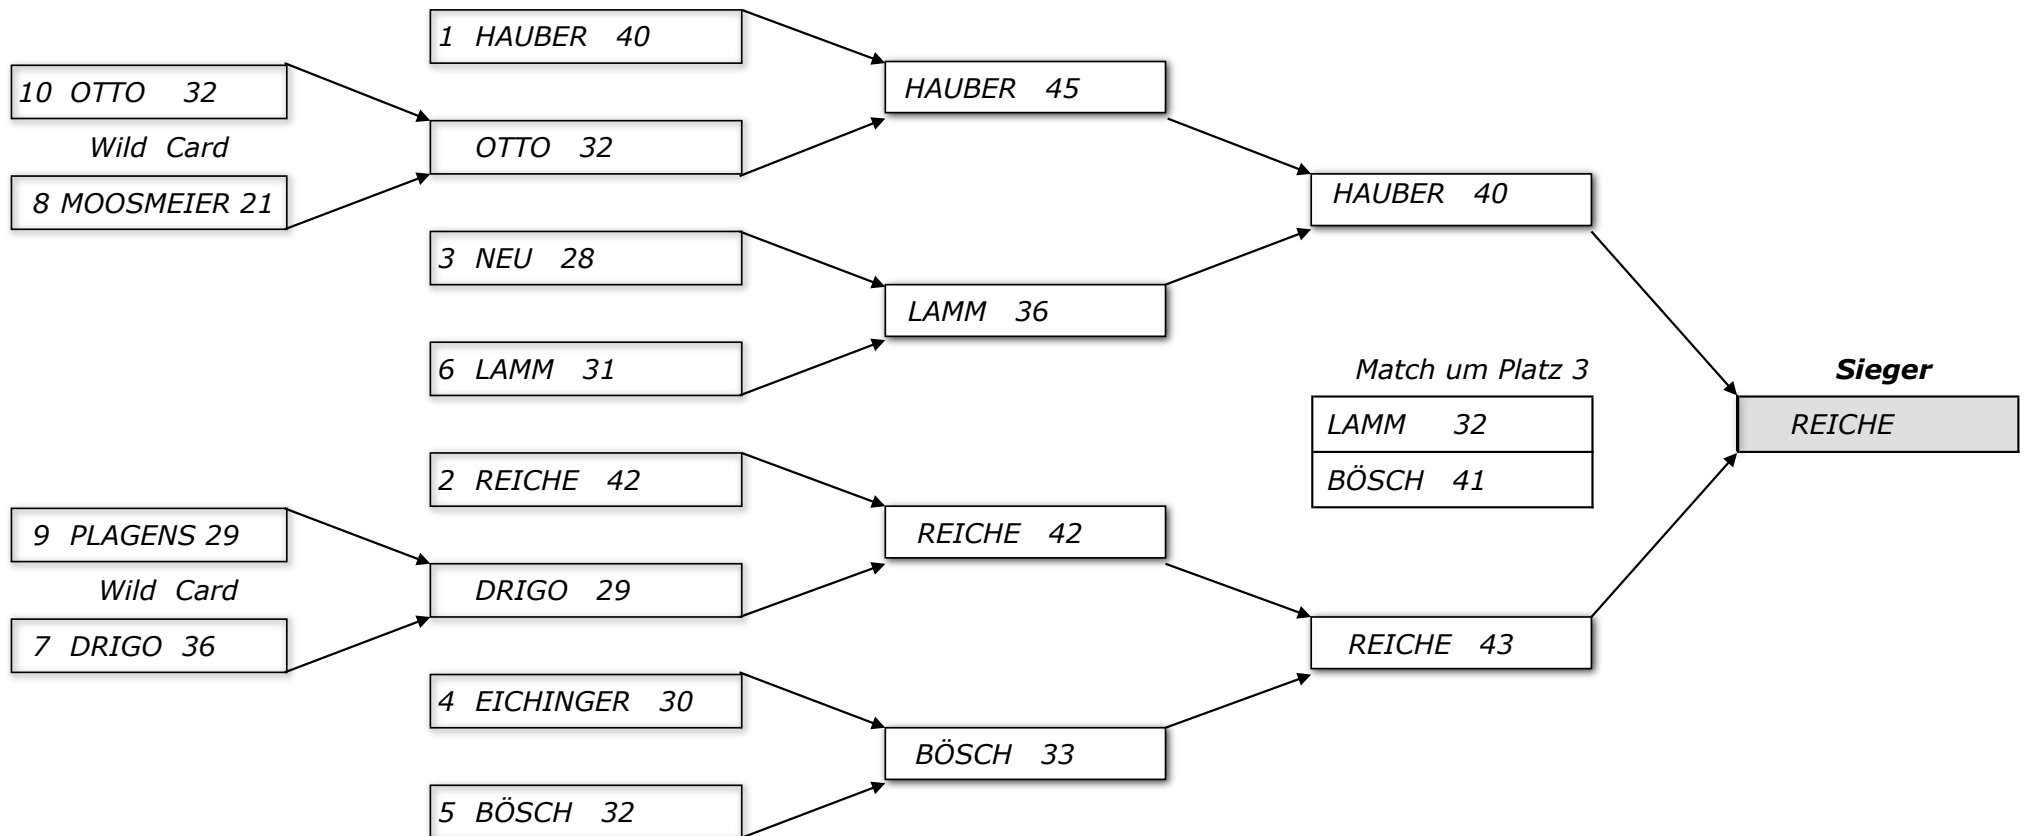 1 HAUBER 40
10 OTTO 32
HAUBER 45
Wild Card
OTTO 32
8 MOOSMEIER 21
HAUBER 40
3 NEU 28
LAMM 36
6 LAMM 31
Match um Platz 3
Sieger
LAMM 32
REICHE
2 REICHE 42
BÖSCH 41
9 PLAGENS 29
REICHE 42
Wild Card
DRIGO 29
7 DRIGO 36
REICHE 43
4 EICHINGER 30
BÖSCH 33
5 BÖSCH 32